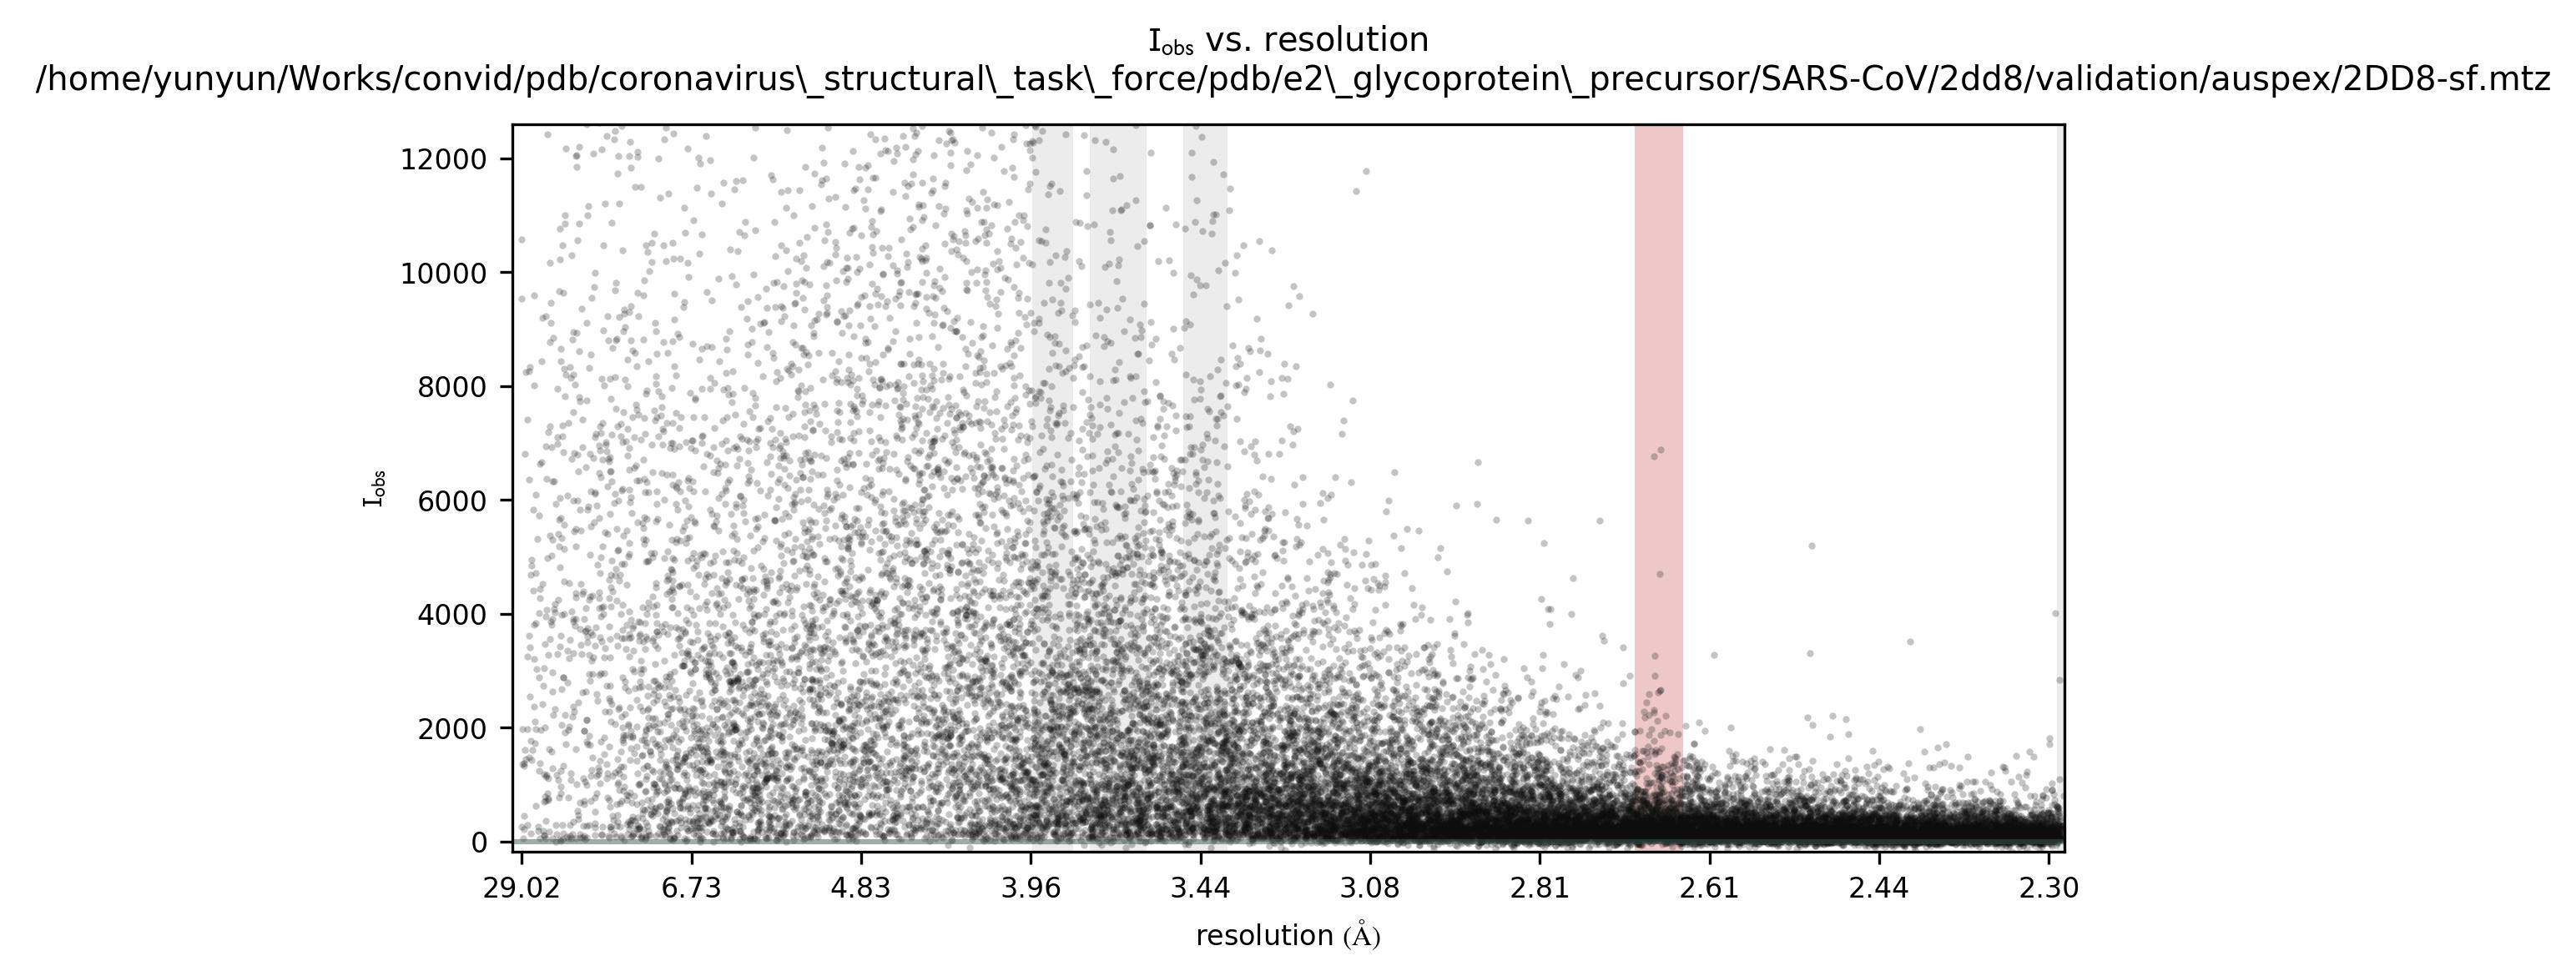 I_obs vs. resolution
/home/yunyun/Works/convid/pdb/coronavirus\_structural\_task\_force/pdb/e2\_glycoprotein\_precursor/SARS-CoV/2dd8/validation/auspex/2DD8-sf.mtz
12000
10000
8000
6000
4000
2000
0
I_obs
29.02 6.73 4.83 3.96 3.44 3.08 2.81 2.61 2.44 2.30
resolution (Å)